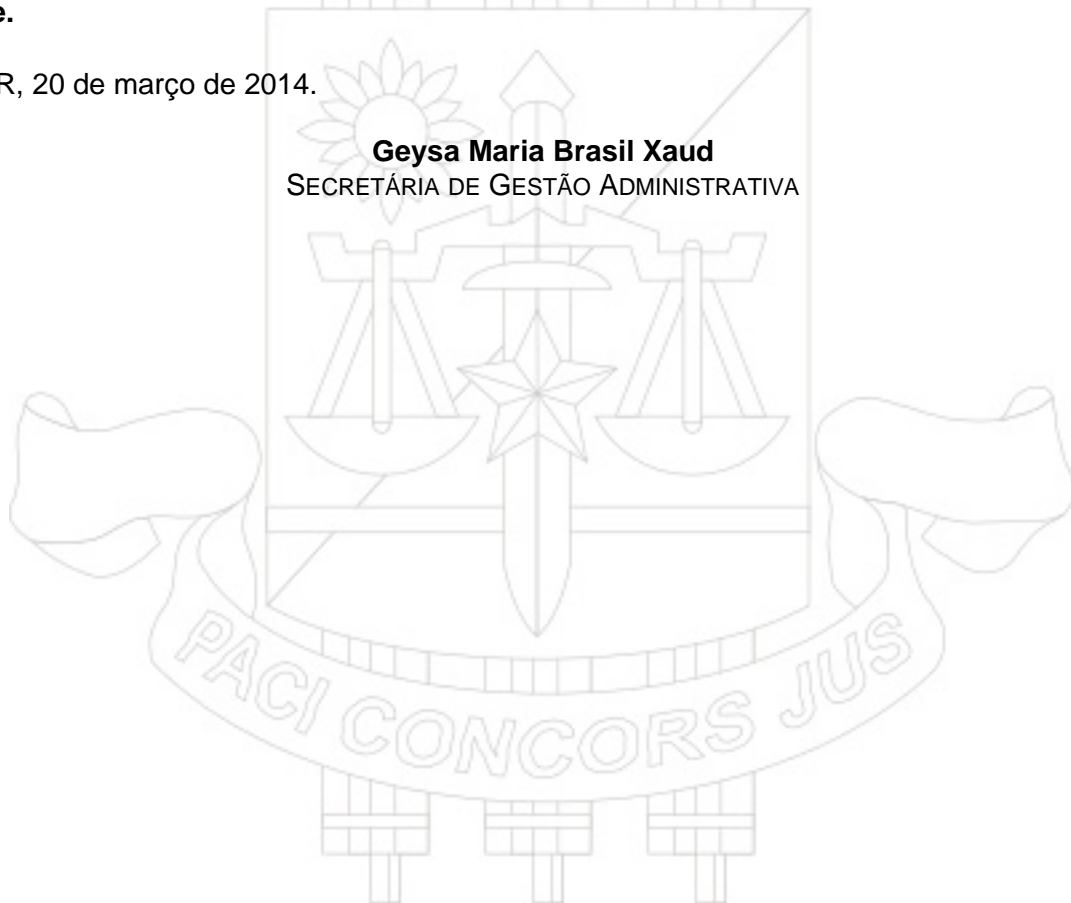 e.
R, 20 de março de 2014.
Geysa Maria Brasil Xaud
SECRETÁRIA DE GESTÃO ADMINISTRATIVA
PACI CONCORS JUS